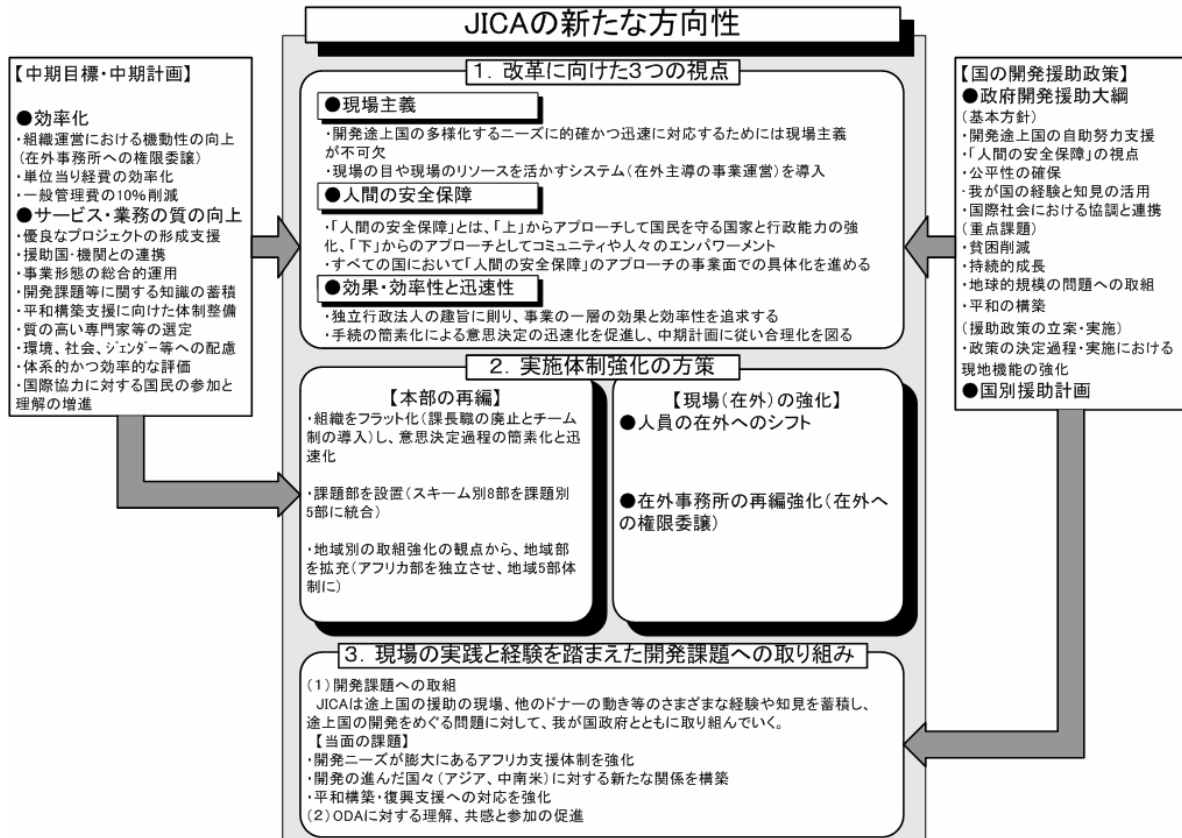 JICAの新たな方向性
【中期目標・中期計画】
●効率化
・組織運営における機動性の向上
(在外事務所への権限委譲)
・単位当り経費の効率化
・一般管理費の10%削減
●サービス・業務の質の向上
・優良なプロジェクトの形成支援
・援助国・機関との連携
・事業形態の総合的運用
・開発課題等に関する知識の蓄積
・平和構築支援に向けた体制整備
・質の高い専門家等の選定
・環境、社会、ジェンダー等への配慮
・体系的かつ効率的な評価
・国際協力に対する国民の参加と
理解の増進
1．改革に向けた3つの視点
●現場主義
・開発途上国の多様化するニーズに的確かつ迅速に対応するためには現場主義
が不可欠
・現場の目や現場のリソースを活かすシステム(在外主導の事業運営)を導入
●人間の安全保障
・「人間の安全保障」とは、「上」からアプローチして国民を守る国家と行政能力の強
化、「下」からのアプローチとしてコミュニティや人々のエンパワーメント
・すべての国において「人間の安全保障」のアプローチの事業面での具体化を進める
●効果・効率性と迅速性
・独立行政法人の趣旨に則り、事業の一層の効果と効率性を追求する
・手続の簡素化による意思決定の迅速化を促進し、中期計画に従い合理化を図る
2．実施体制強化の方策
【本部の再編】
・組織をフラット化(課長職の廃止とチーム
制の導入)し、意思決定過程の簡素化と迅
速化
・課題部を設置(スキーム別8部を課題別
5部に統合)
・地域別の取組強化の観点から、地域部
を拡充(アフリカ部を独立させ、地域5部体
制に)
【現場(在外)の強化】
●人員の在外へのシフト
●在外事務所の再編強化(在外へ
の権限委譲)
3．現場の実践と経験を踏まえた開発課題への取り組み
(1)開発課題への取組
JICAは途上国の援助の現場、他のドナーの動き等のさまざまな経験や知見を蓄積し、
途上国の開発をめぐる問題に対して、我が国政府とともに取り組んでいく。
【当面の課題】
・開発ニーズが膨大にあるアフリカ支援体制を強化
・開発の進んだ国々(アジア、中南米)に対する新たな関係を構築
・平和構築・復興支援への対応を強化
(2)ODAに対する理解、共感と参加の促進
【国の開発援助政策】
●政府開発援助大綱
(基本方針)
・開発途上国の自助努力支援
・「人間の安全保障」の視点
・公平性の確保
・我が国の経験と知見の活用
・国際社会における協調と連携
(重点課題)
・貧困削減
・持続的成長
・地球的規模の問題への取組
・平和の構築
(援助政策の立案・実施)
・政策の決定過程・実施における
現地機能の強化
●国別援助計画